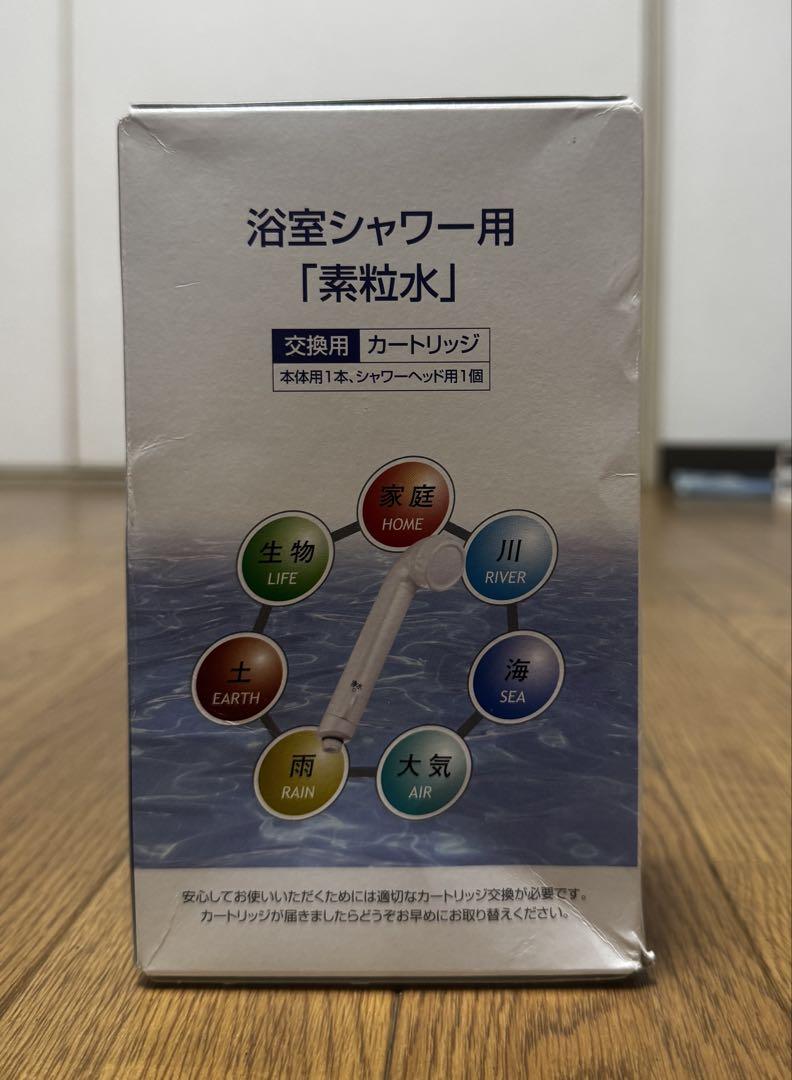 浴室シャワー用
「素粒水」
交換用 カートリッジ
本体用1本、シャワーヘッド用1個
家庭
HOME
生物
LIFE
川
RIVER
土
EARTH
海
SEA
浄水
雨
RAIN
大気
AIR
安心してお使いいただくためには適切なカートリッジ交換が必要です。
カートリッジが届きましたらどうぞお早めにお取り替えください。